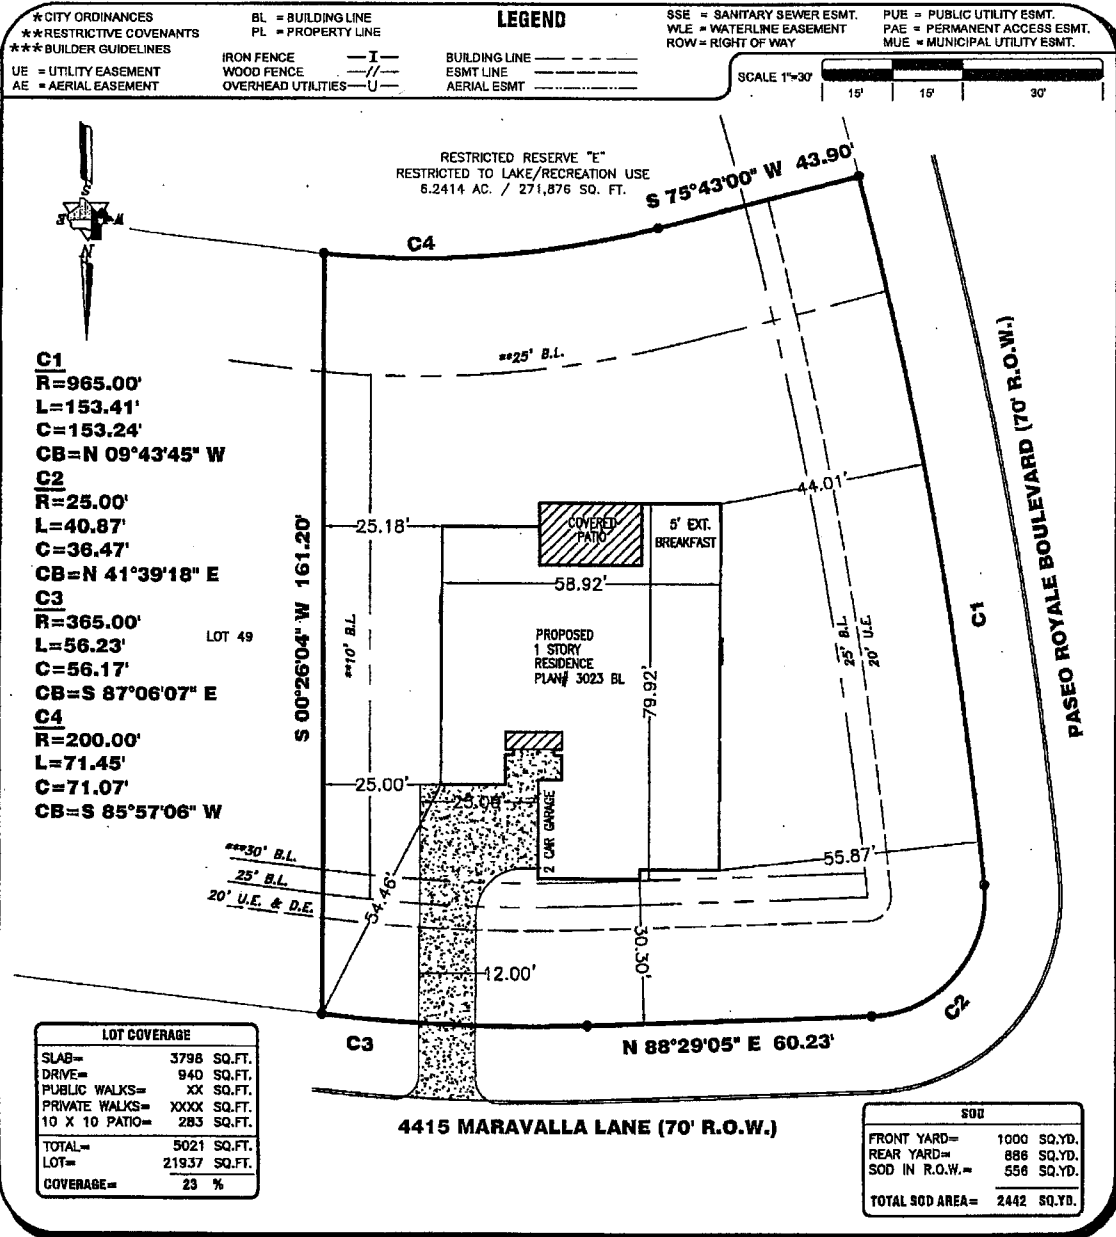 *CITY ORDINANCES
**RESTRICTIVE COVENANTS
***BUILDER GUIDELINES
UE = UTILITY EASEMENT
AE = AERIAL EASEMENT
BL = BUILDING LINE
PL = PROPERTY LINE
IRON FENCE —I—
WOOD FENCE —//—
OVERHEAD UTILITIES—U—
LEGEND
BUILDING LINE
ESMT LINE
AERIAL ESMT
SSE = SANITARY SEWER ESMT.
WLE = WATERLINE EASEMENT
ROW = RIGHT OF WAY
PUE = PUBLIC UTILITY ESMT.
PAE = PERMANENT ACCESS ESMT.
MUE = MUNICIPAL UTILITY ESMT.
SCALE 1"=30'
15' 15' 30'
RESTRICTED RESERVE "E"
RESTRICTED TO LAKE/RECREATION USE
6.2414 AC. / 271,876 SQ. FT.
S 75°43'00" W 43.90'
C4
S
E W
N
**25' B.L.
C1
R=965.00'
L=153.41'
C=153.24'
CB=N 09°43'45" W
C2
R=25.00'
L=40.87'
C=36.47'
CB=N 41°39'18" E
C3
R=365.00'
L=56.23'
C=56.17'
CB=S 87°06'07" E
C4
R=200.00'
L=71.45'
C=71.07'
CB=S 85°57'06" W
LOT 49
S 00°26'04" W 161.20'
**10' B.L.
25.18'
COVERED
PATIO
5' EXT.
BREAKFAST
44.01'
58.92'
PROPOSED
1 STORY
RESIDENCE
PLAN# 3023 BL
79.92'
25' B.L.
20' U.E.
C1
PASEO ROYALE BOULEVARD (70' R.O.W.)
25.00'
2 CAR GARAGE
55.87'
***30' B.L.
25' B.L.
20' U.E. & D.E.
54.46'
30.30'
12.00'
C3
N 88°29'05" E 60.23'
C2
4415 MARAVALLA LANE (70' R.O.W.)
LOT COVERAGE
SLAB= 3798 SQ.FT.
DRIVE= 940 SQ.FT.
PUBLIC WALKS= XX SQ.FT.
PRIVATE WALKS= XXXX SQ.FT.
10 X 10 PATIO= 283 SQ.FT.
TOTAL= 5021 SQ.FT.
LOT= 21937 SQ.FT.
COVERAGE= 23 %
SOD
FRONT YARD= 1000 SQ.YD.
REAR YARD= 886 SQ.YD.
SOD IN R.O.W.= 556 SQ.YD.
TOTAL SOD AREA= 2442 SQ.YD.